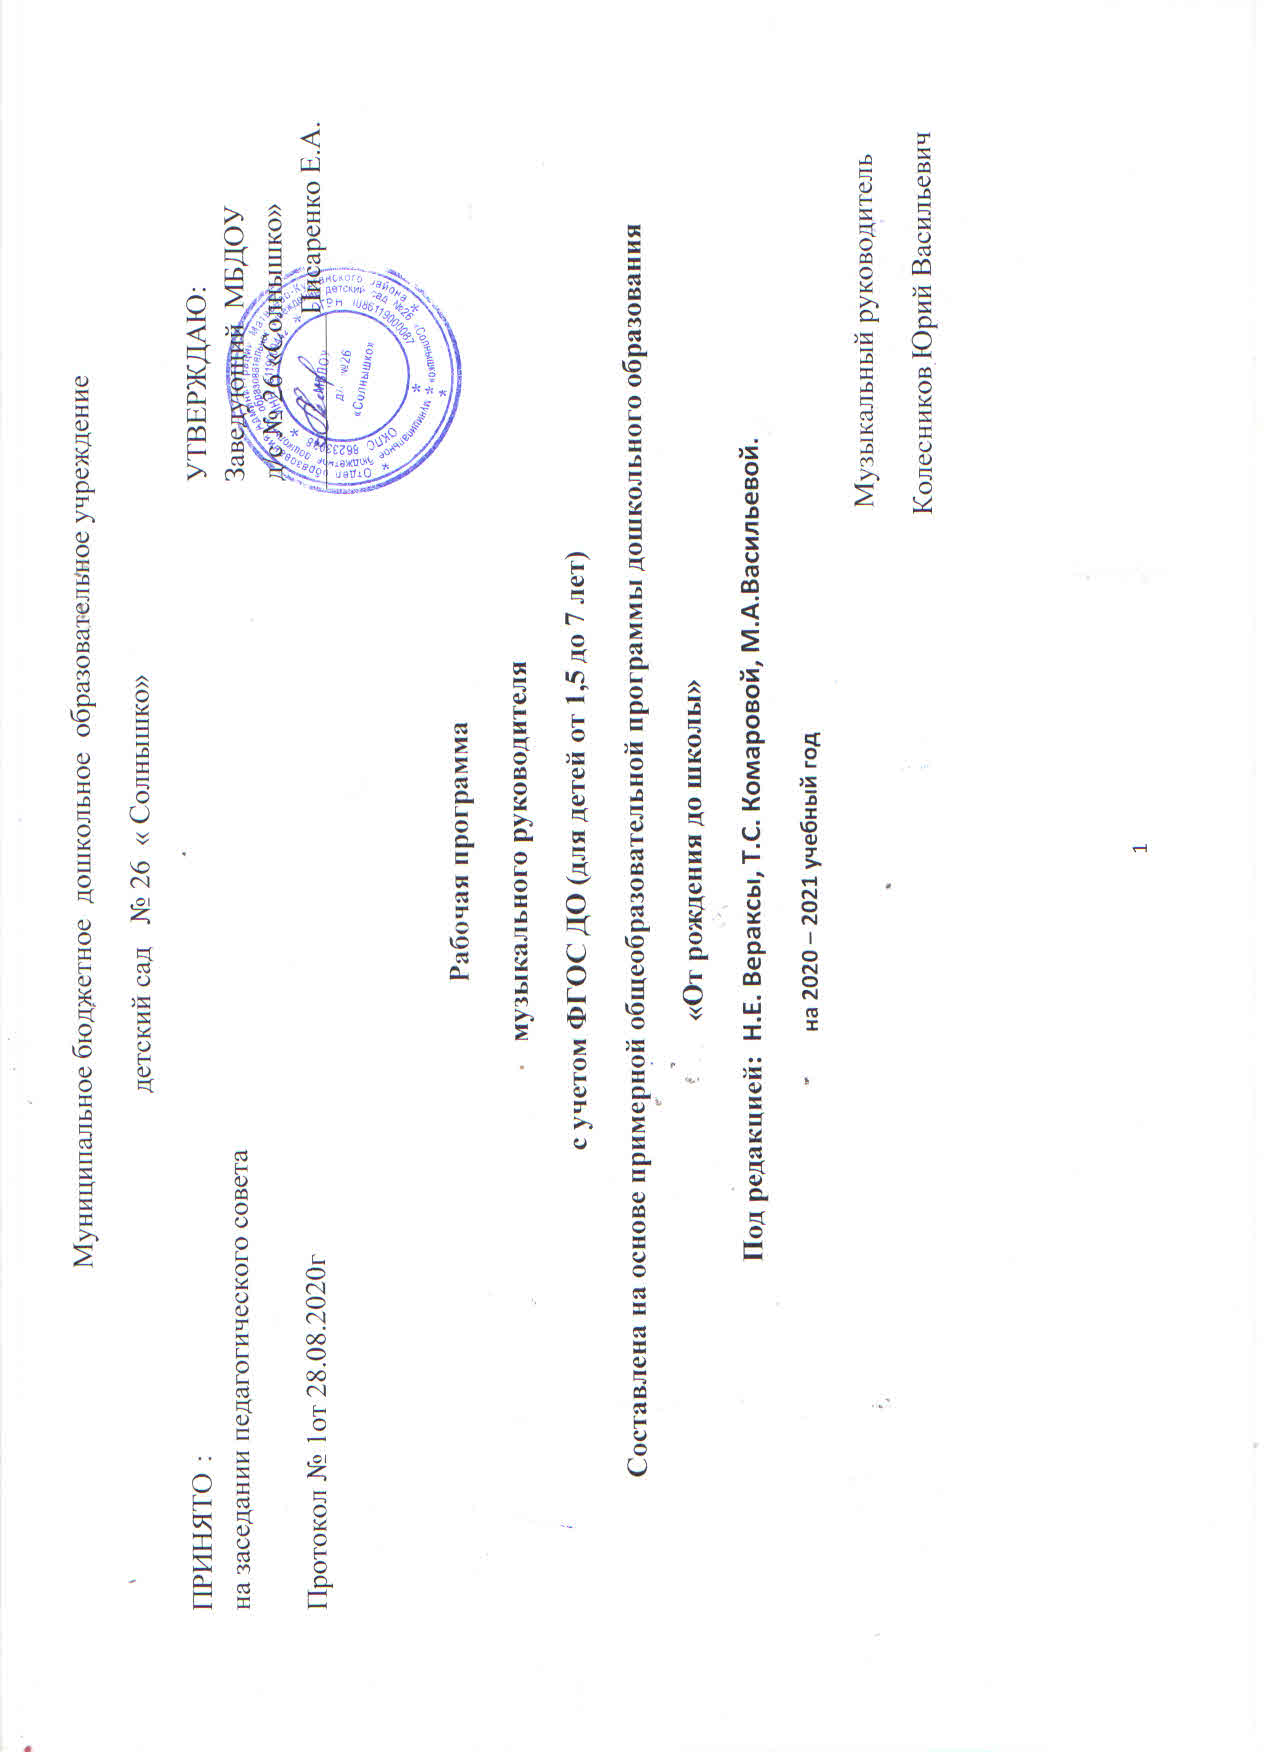 Муниципальное бюджетное дошкольное образовательное учреждение
детский сад № 26 « Солнышко»
ПРИНЯТО :
на заседании педагогического совета
Протокол № 1от 28.08.2020г
УТВЕРЖДАЮ:
Заведующий МБДОУ
д/с № 26 «Солнышко»
Писаренко Е.А.
МБДОУ
д/с №26
«Солнышко»
Рабочая программа
музыкального руководителя
с учетом ФГОС ДО (для детей от 1,5 до 7 лет)
Составлена на основе примерной общеобразовательной программы дошкольного образования
«От рождения до школы»
Под редакцией: Н.Е. Вераксы, Т.С. Комаровой, М.А.Васильевой.
на 2020 – 2021 учебный год
Музыкальный руководитель
Колесников Юрий Васильевич
1